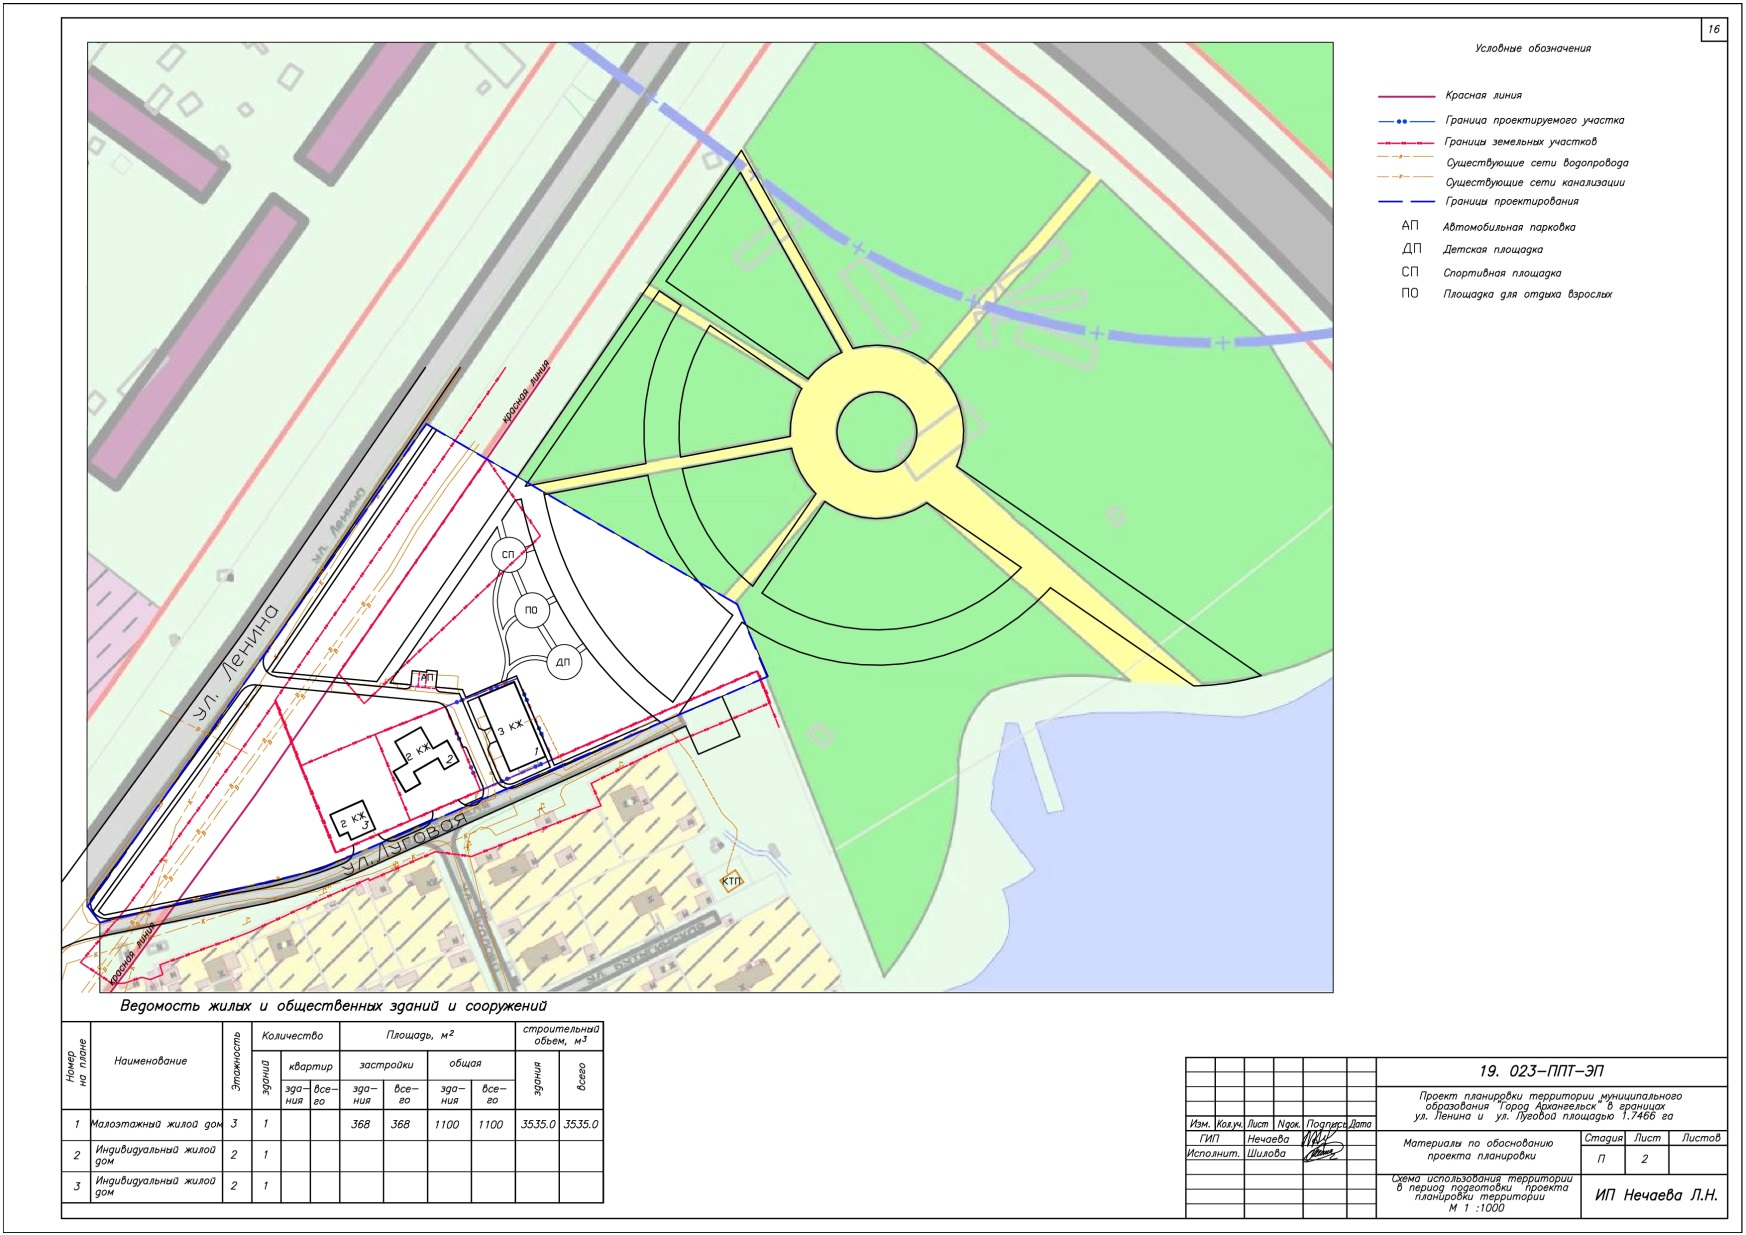 16
Условные обозначения
Красная линия
Граница проектируемого участка
Границы земельных участков
Существующие сети водопровода
Существующие сети канализации
Границы проектирования
АП Автомобильная парковка
ДП Детская площадка
СП Спортивная площадка
ПО Площадка для отдыха взрослых
красная линия
ул. Ленина
ул. Ленина
СП
ПО
ДП
АП
3 КЖ
1
2 КЖ
2
2 КЖ
3
УЛ.ЛУГОВАЯ
КТП
красная линия
Ведомость жилых и общественных зданий и сооружений
Номер на плане
Наименование
Этажность
Количество
Площадь, м²
строительный объем, м³
зданий
квартир
застройки
общая
здания
всего
зда-ния
все-го
зда-ния
все-го
зда-ния
все-го
1 Малоэтажный жилой дом 3 1 368 368 1100 1100 3535.0 3535.0
2 Индивидуальный жилой дом 2 1
3 Индивидуальный жилой дом 2 1
19. 023-ППТ-ЭП
Проект планировки территории муниципального
образования "Город Архангельск" в границах
ул. Ленина и ул. Луговой площадью 1.7466 га
Изм. Кол.уч. Лист Nдок. Подпись Дата
ГИП Нечаева
Исполнит. Шилова
Материалы по обоснованию
проекта планировки
Стадия Лист Листов
П 2
Схема использования территории
в период подготовки проекта
планировки территории
М 1 :1000
ИП Нечаева Л.Н.